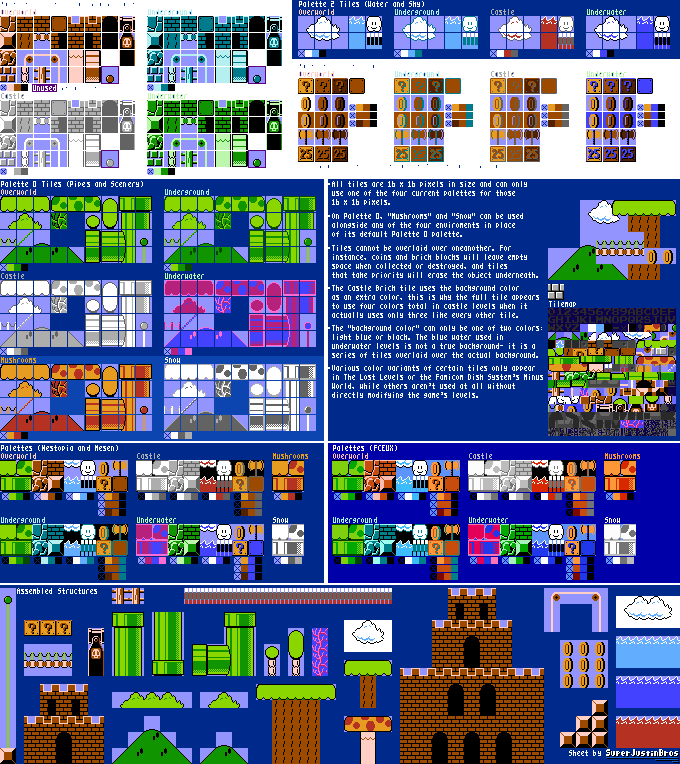 Unused
Palette 2 Tiles (Water and Sky)
Overworld
Underground
Castle
Underwater
Palette 0 Tiles (Pipes and Scenery)
Overworld
Underground
Castle
Underwater
Mushrooms
Snow
•All tiles are 16 x 16 pixels in size and can only
use one of the four current palettes for those
16 x 16 pixels.
•On Palette 0, "Mushrooms" and "Snow" can be used
alongside any of the four enviroments in place
of its default Palette 0 palette.
•Tiles cannot be overlaid over oneanother. For
instance, coins and brick blocks will leave empty
space when collected or destroyed, and tiles
that take priority will erase the object underneath.
•The Castle Brick tile uses the background color
as an extra color, this is why the full tile appears
to use four colors total in castle levels when it
actually uses only three like every other tile.
•The "background color" can only be one of two colors:
light blue or black. The blue water used in
underwater levels is not a true background- it is a
series of tiles overlaid over the actual background.
•Various color variants of certain tiles only appear
in The Lost Levels or the Famicom Disk System's Minus
World, while others aren't used at all without
directly modifying the game's levels.
Tilemap
Palettes (Nestopia and Mesen)
Overworld
Castle
Mushrooms
Underground
Underwater
Snow
Palettes (FCEUX)
Overworld
Castle
Mushrooms
Underground
Underwater
Snow
Assembled Structures
Sheet by SuperJustinBros